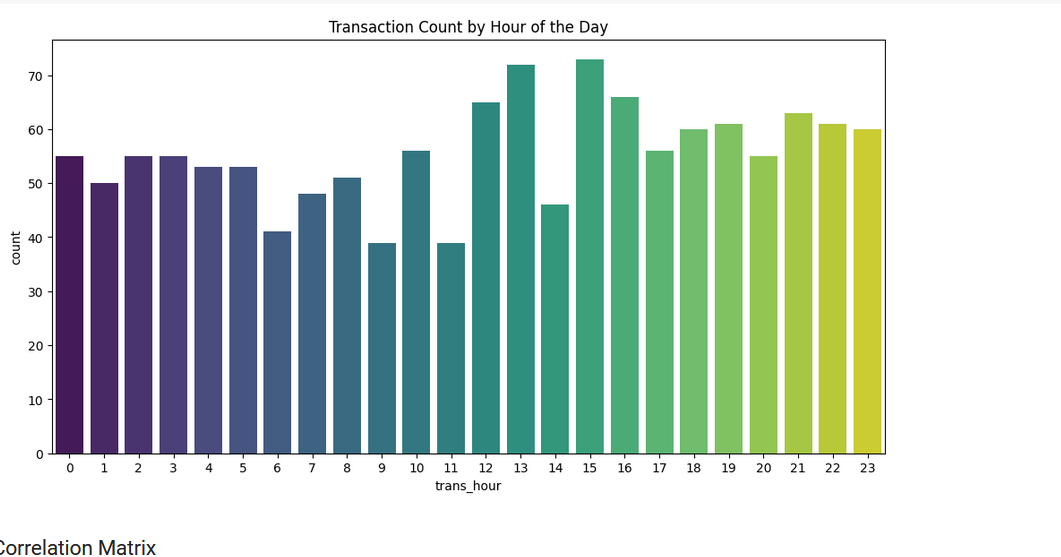 Transaction Count by Hour of the Day
70
60
50
40
30
20
10
0
count
0 1 2 3 4 5 6 7 8 9 10 11 12 13 14 15 16 17 18 19 20 21 22 23
trans_hour
Correlation Matrix